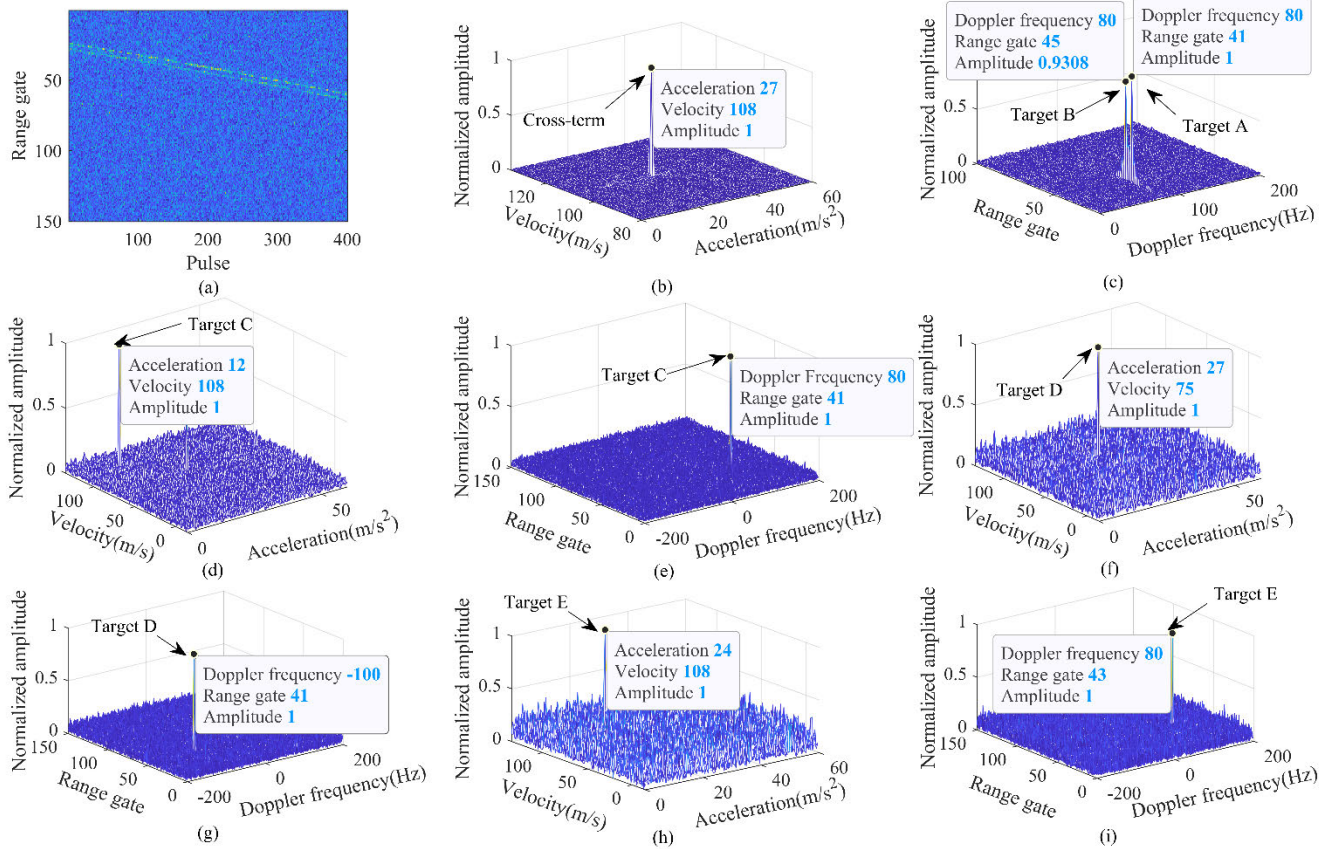 Range gate
50
100
150
100
200
300
400
Pulse
(a)
Normalized amplitude
1
0.5
0
Cross-term
Acceleration 27
Velocity 108
Amplitude 1
120
100
80
Velocity(m/s)
0
20
40
60
Acceleration(m/s²)
(b)
Doppler frequency 80
Range gate 45
Amplitude 0.9308
Doppler frequency 80
Range gate 41
Amplitude 1
Normalized amplitude
0.5
0
Target B
Target A
100
50
0
Range gate
100
200
Doppler frequency(Hz)
(c)
Normalized amplitude
1
0.5
0
Target C
Acceleration 12
Velocity 108
Amplitude 1
100
50
0
Velocity(m/s)
0
50
Acceleration(m/s²)
(d)
Normalized amplitude
1
0.5
0
Target C
Doppler Frequency 80
Range gate 41
Amplitude 1
150
100
50
0
Range gate
-200
0
200
Doppler frequency(Hz)
(e)
Normalized amplitude
1
0.5
0
Target D
Acceleration 27
Velocity 75
Amplitude 1
100
50
0
Velocity(m/s)
0
50
Acceleration(m/s²)
(f)
Normalized amplitude
1
0.5
0
Target D
Doppler frequency -100
Range gate 41
Amplitude 1
150
100
50
0
Range gate
-200
0
200
Doppler frequency(Hz)
(g)
Normalized amplitude
1
0.5
0
Target E
Acceleration 24
Velocity 108
Amplitude 1
100
50
0
Velocity(m/s)
0
20
40
60
Acceleration(m/s²)
(h)
Normalized amplitude
1
0.5
0
Target E
Doppler frequency 80
Range gate 43
Amplitude 1
150
100
50
0
Range gate
-200
0
200
Doppler frequency(Hz)
(i)